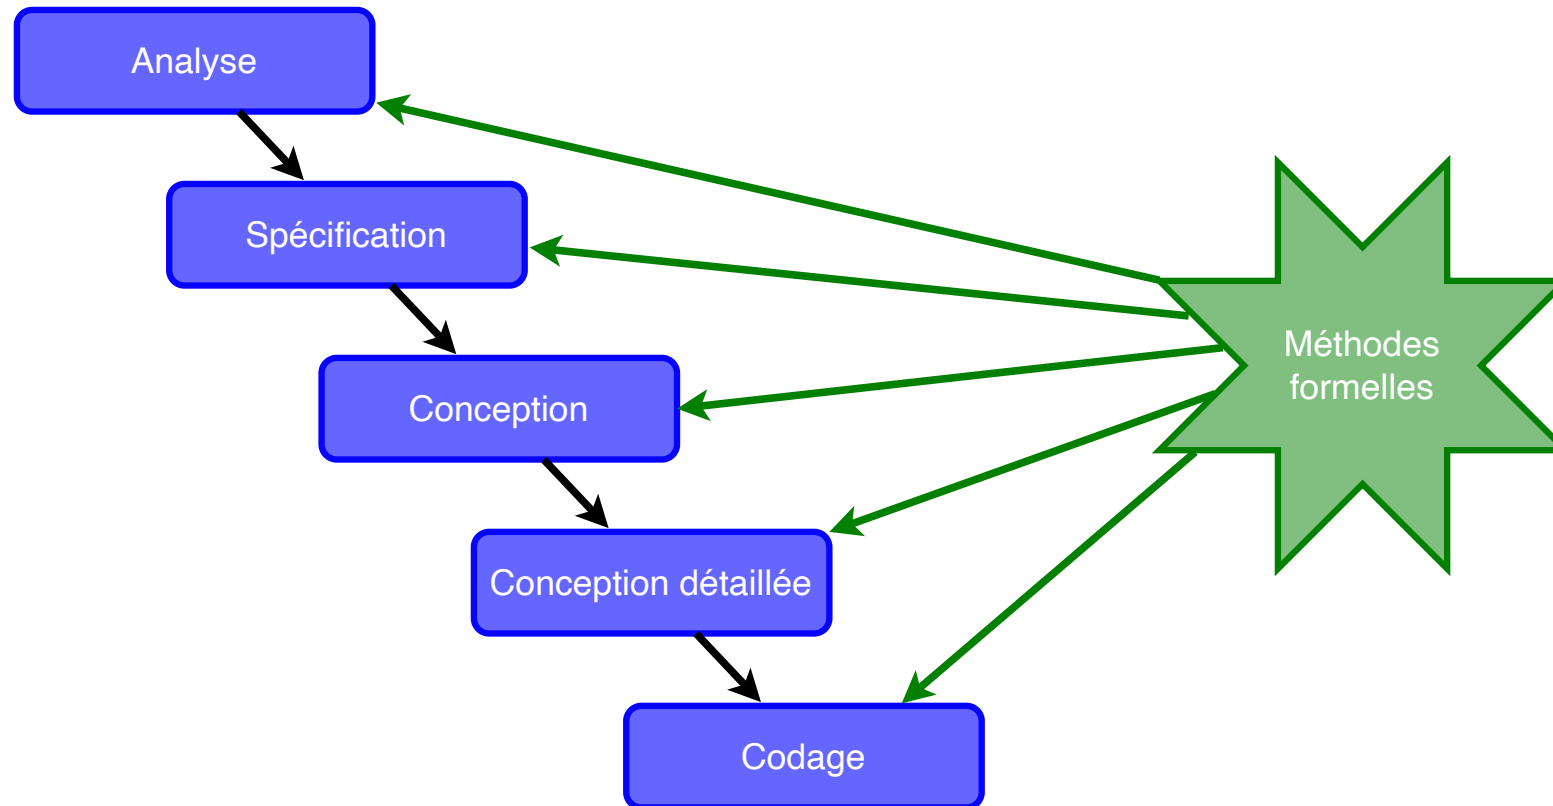 Analyse
Spécification
Méthodes
formelles
Conception
Conception détaillée
Codage